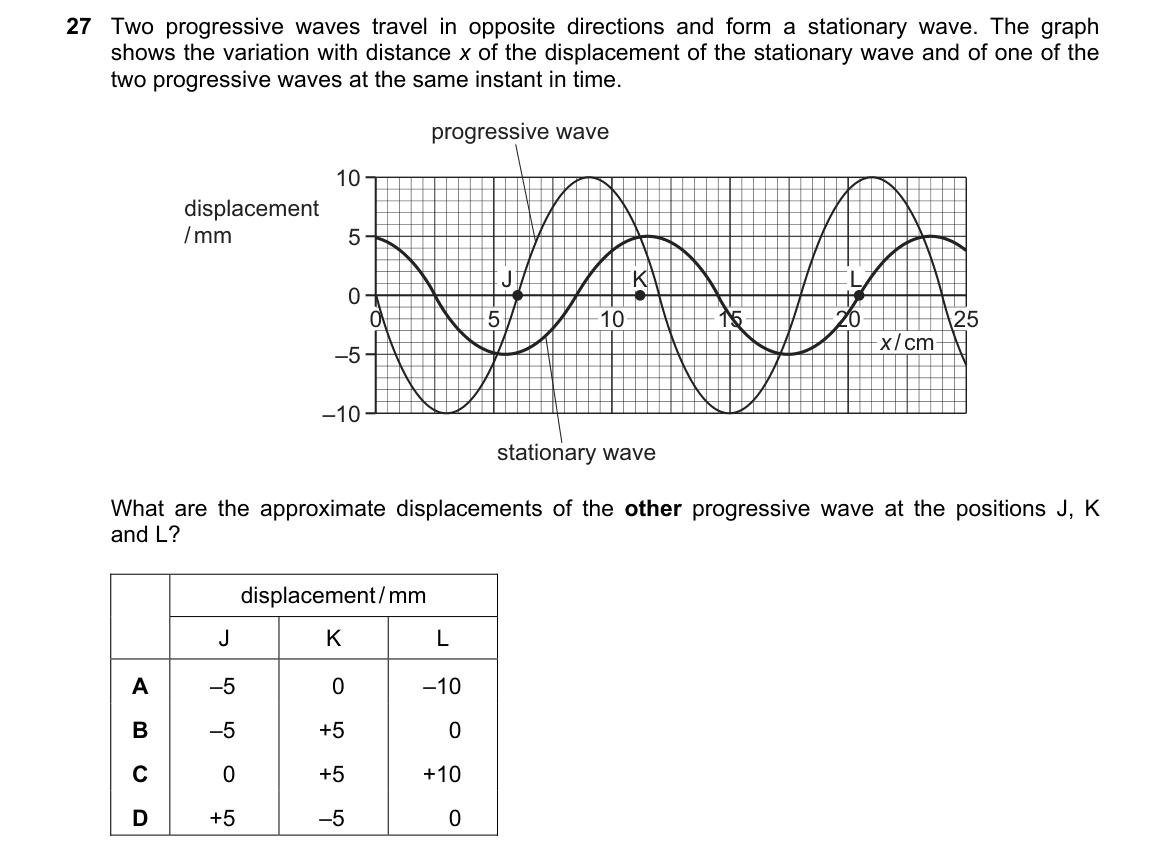 27 Two progressive waves travel in opposite directions and form a stationary wave. The graph
shows the variation with distance x of the displacement of the stationary wave and of one of the
two progressive waves at the same instant in time.
progressive wave
10
displacement
/mm
5
J
K
L
0
0
5
10
15
20
25
x/cm
–5
–10
stationary wave
What are the approximate displacements of the other progressive wave at the positions J, K
and L?
displacement/mm
J K L
A –5 0 –10
B –5 +5 0
C 0 +5 +10
D +5 –5 0